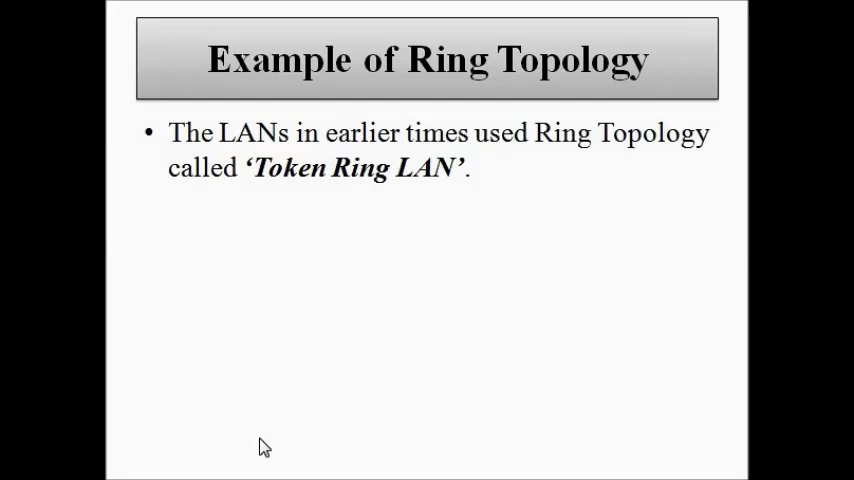 Example of Ring Topology
• The LANs in earlier times used Ring Topology
called ‘Token Ring LAN’.